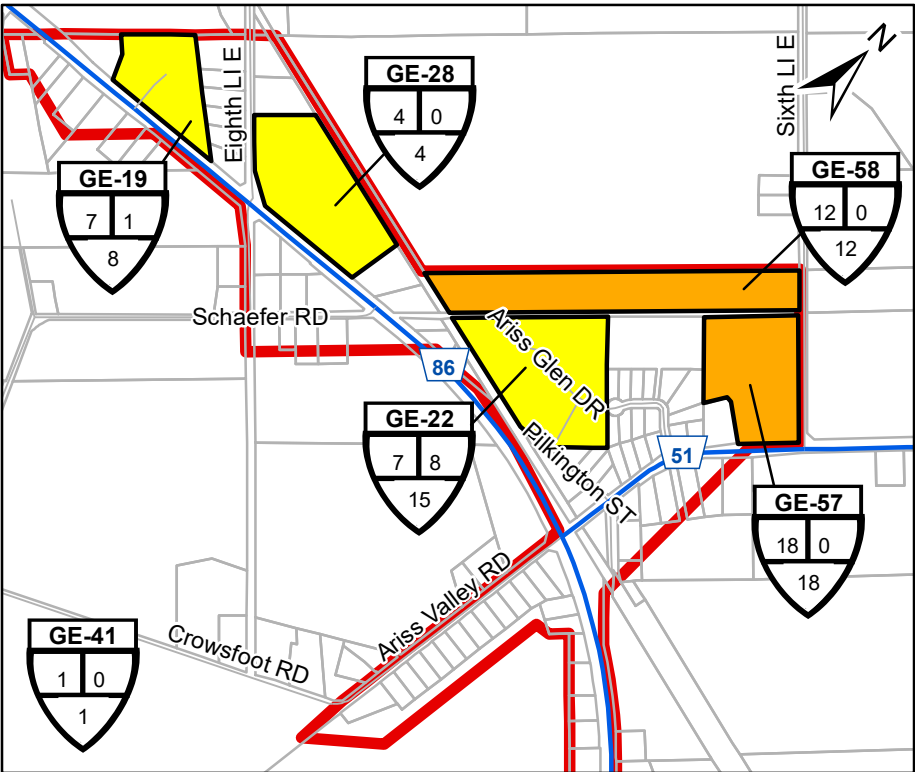 Eighth LI E
Sixth LI E
N
GE-28
4 0
4
GE-19
7 1
8
GE-58
12 0
12
Schaefer RD
Ariss Glen DR
86
GE-22
7 8
15
Pilkington ST
51
GE-57
18 0
18
Ariss Valley RD
GE-41
1 0
1
Crowsfoot RD